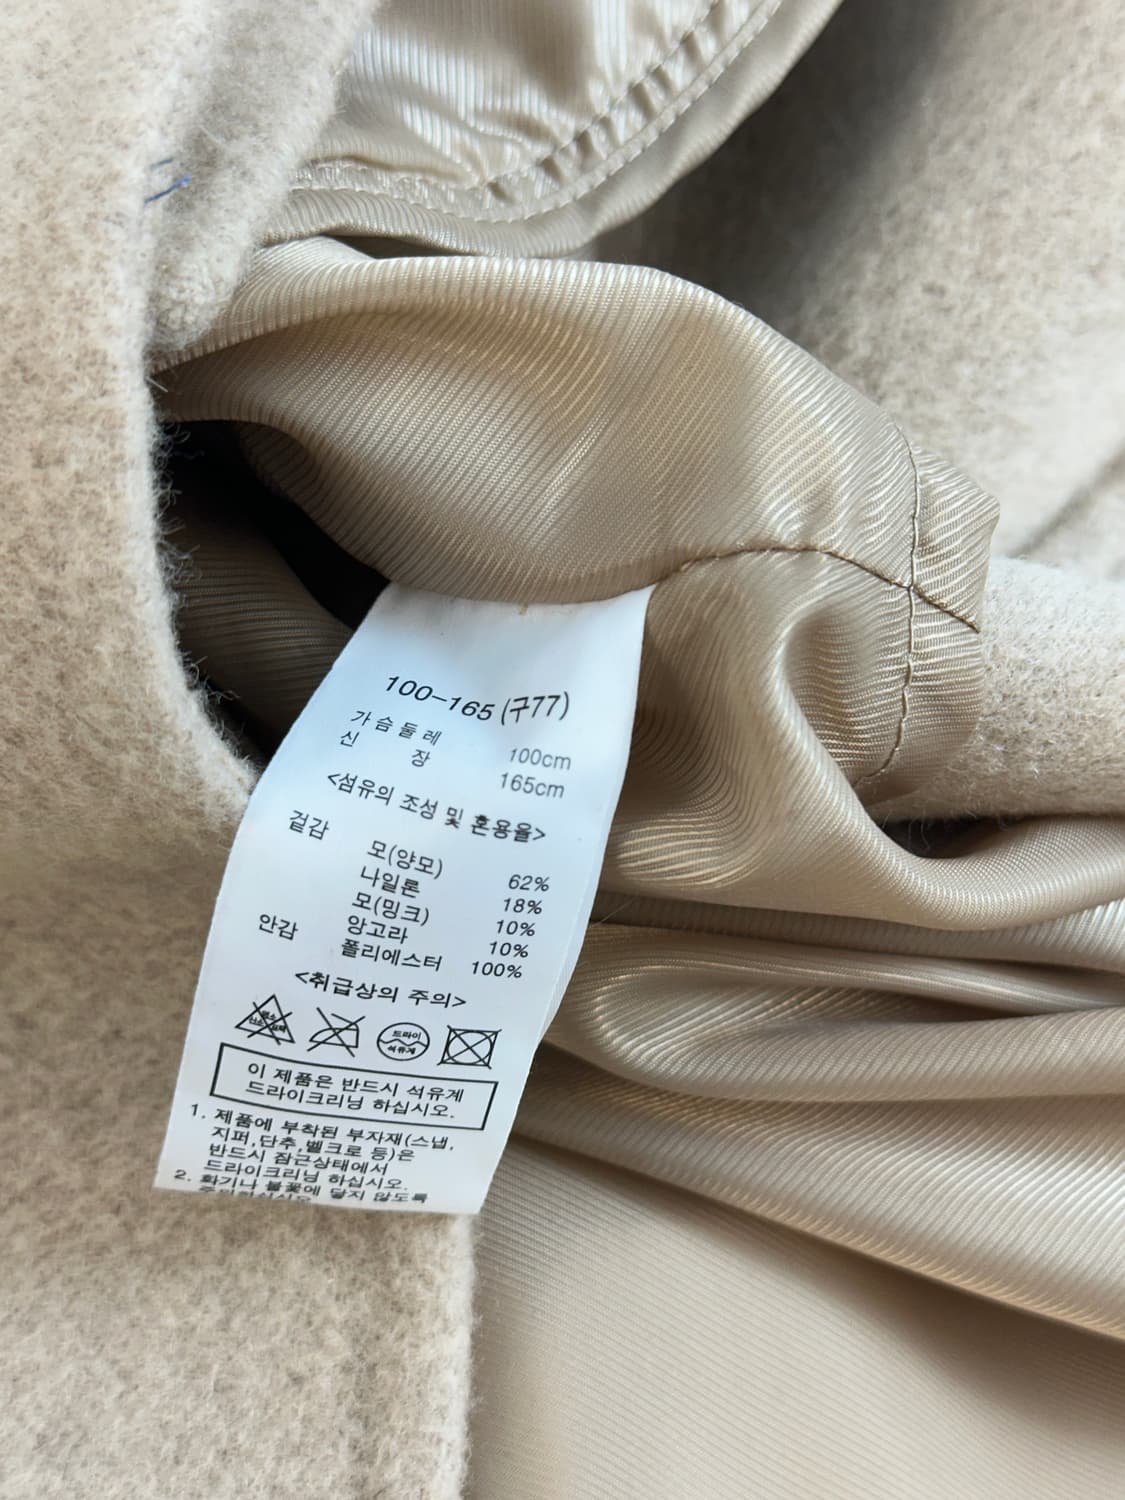 100-165 (구77)
가슴둘레 100cm
신장 165cm
<섬유의 조성 및 혼용율>
겉감 모(양모) 62%
나일론 18%
모(밍크) 10%
앙고라 10%
안감 폴리에스터 100%
<취급상의 주의>
드라이
석유계
이 제품은 반드시 석유계
드라이크리닝 하십시오.
1. 제품에 부착된 부자재(스냅,
지퍼,단추,벨크로 등)은
반드시 잠근상태에서
드라이크리닝 하십시오.
2. 화기나 불꽃에 닿지 않도록